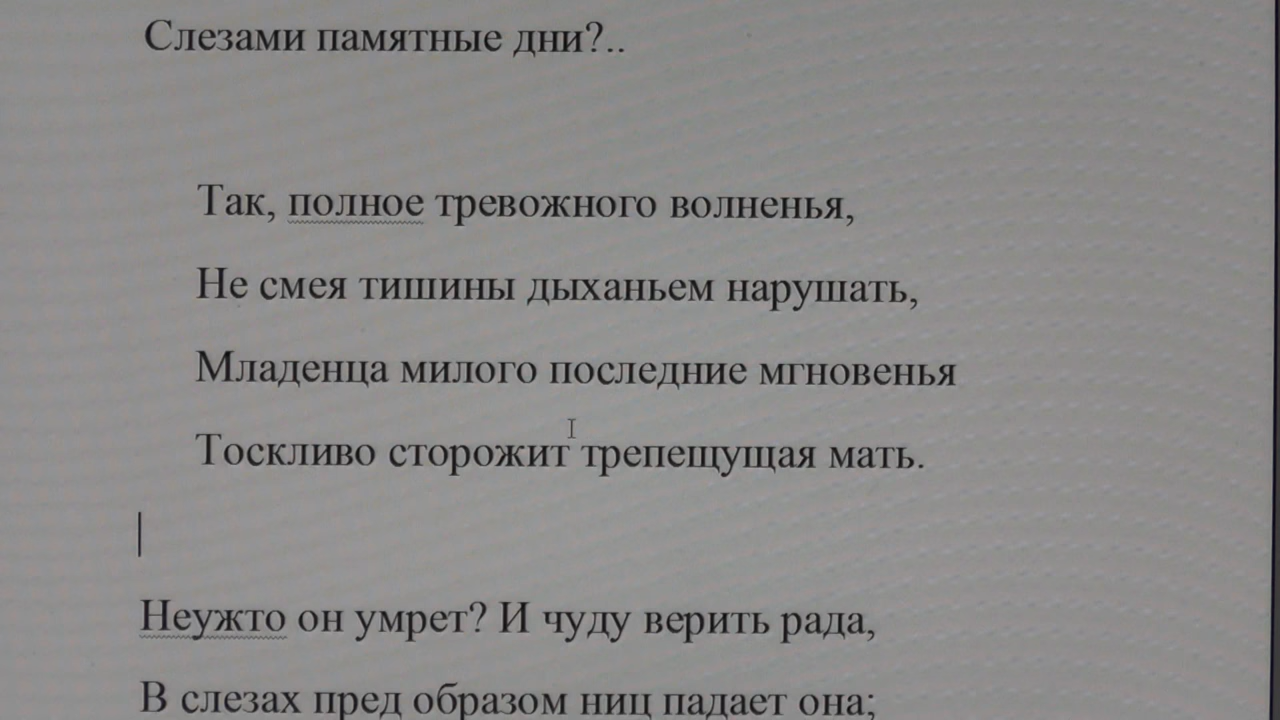 Слезами памятные дни?..
Так, полное тревожного волненья,
Не смея тишины дыханьем нарушать,
Младенца милого последние мгновенья
Тоскливо сторожит трепещущая мать.
Неужто он умрет? И чуду верить рада,
В слезах пред образом ниц падает она;